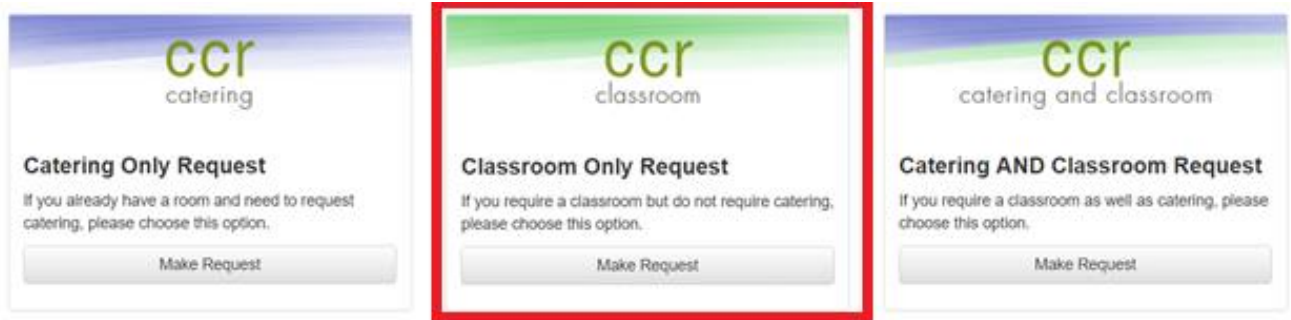 ccr
catering
Catering Only Request
If you already have a room and need to request
catering, please choose this option.
Make Request
ccr
classroom
Classroom Only Request
If you require a classroom but do not require catering,
please choose this option.
Make Request
ccr
catering and classroom
Catering AND Classroom Request
If you require a classroom as well as catering, please
choose this option.
Make Request